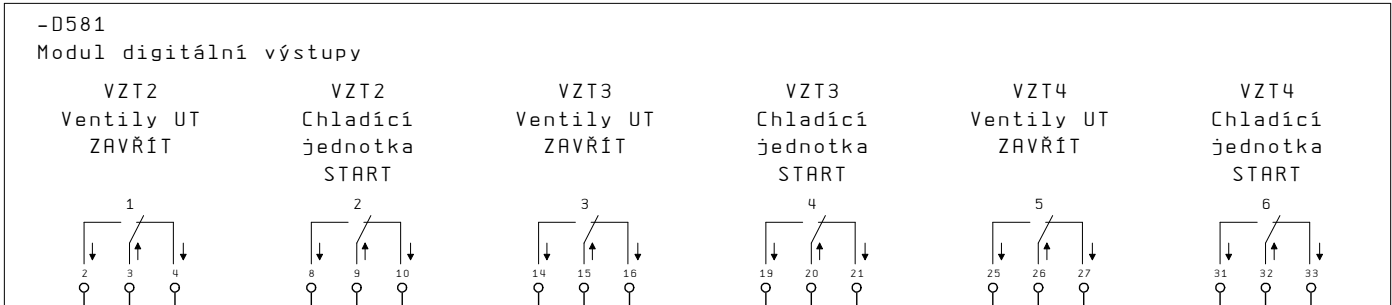 -D581
Modul digitální výstupy
VZT2 VZT2 VZT3 VZT3 VZT4 VZT4
Ventily UT Chladící Ventily UT Chladící Ventily UT Chladící
ZAVŘÍT jednotka ZAVŘÍT jednotka ZAVŘÍT jednotka
START START START
1 2 3 4 5 6
2 3 4 8 9 10 14 15 16 19 20 21 25 26 27 31 32 33